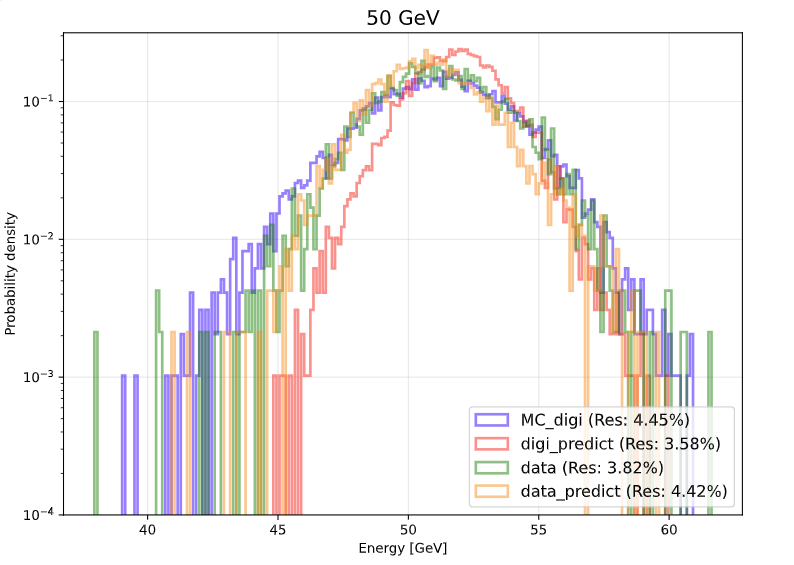 50 GeV
Probability density
10⁻¹
10⁻²
10⁻³
10⁻⁴
40 45 50 55 60
Energy [GeV]
MC_digi (Res: 4.45%)
digi_predict (Res: 3.58%)
data (Res: 3.82%)
data_predict (Res: 4.42%)